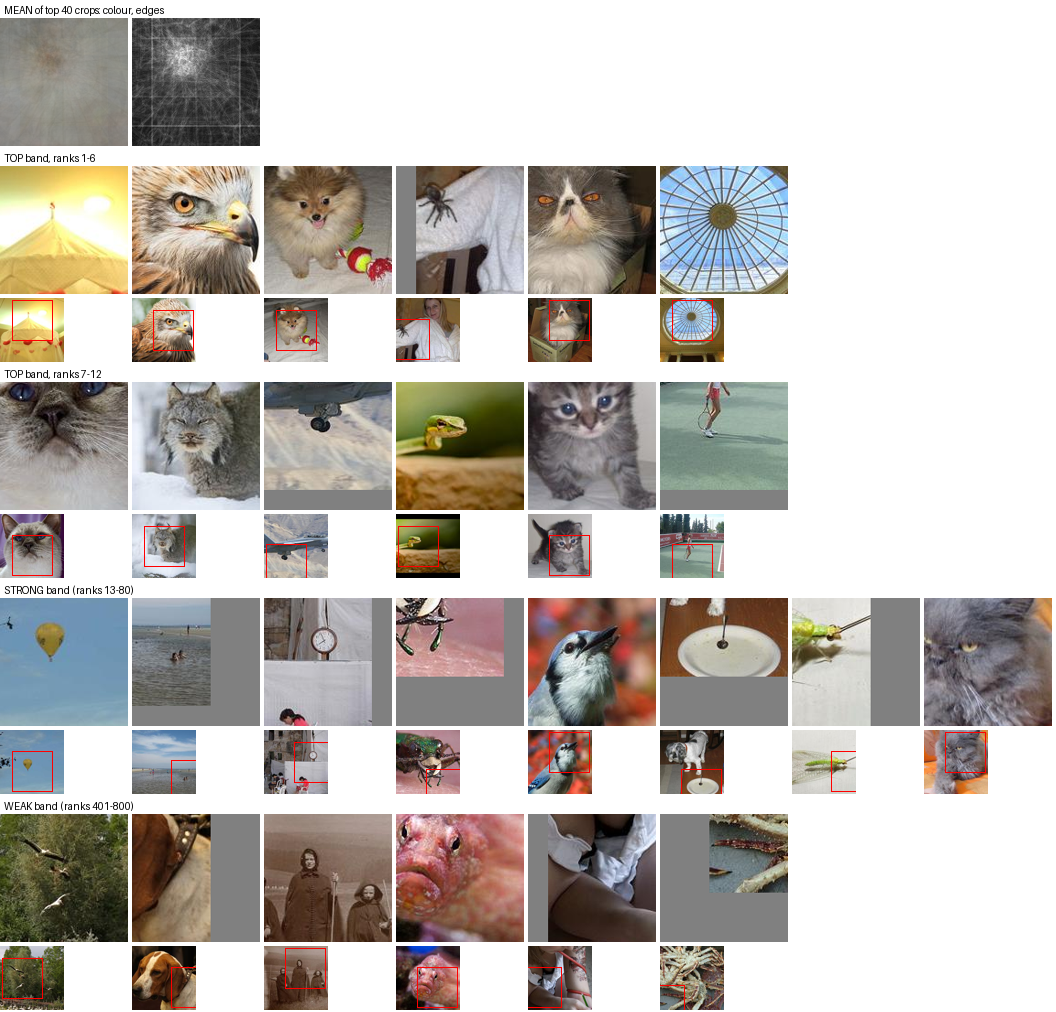 MEAN of top 40 crops: colour, edges
TOP band, ranks 1-6
TOP band, ranks 7-12
STRONG band (ranks 13-80)
WEAK band (ranks 401-800)